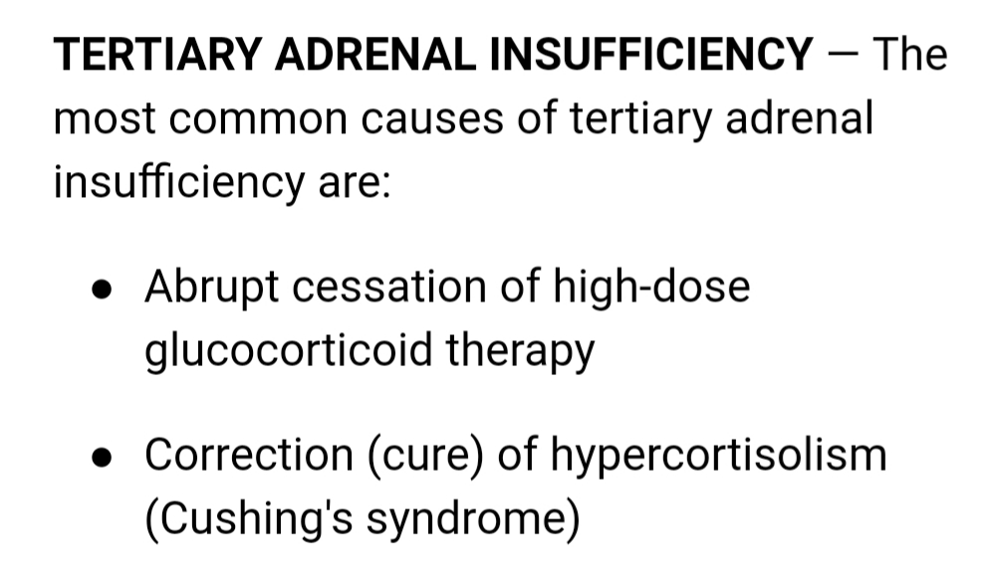 TERTIARY ADRENAL INSUFFICIENCY — The
most common causes of tertiary adrenal
insufficiency are:
● Abrupt cessation of high-dose
glucocorticoid therapy
● Correction (cure) of hypercortisolism
(Cushing's syndrome)